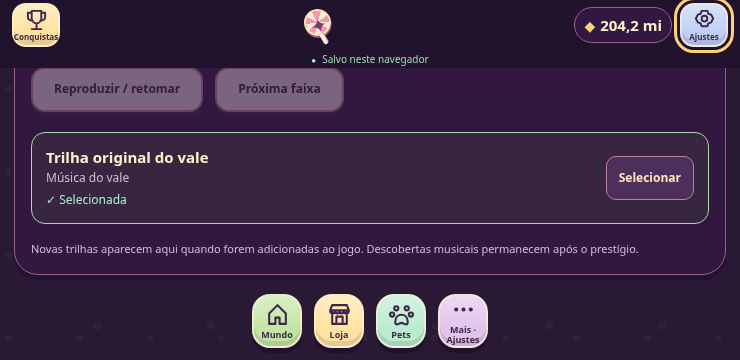 Conquistas
◆ 204,2 mi
Ajustes
• Salvo neste navegador
Reproduzir / retomar
Próxima faixa
Trilha original do vale
Música do vale
✓ Selecionada
Selecionar
Novas trilhas aparecem aqui quando forem adicionadas ao jogo. Descobertas musicais permanecem após o prestígio.
Mundo
Loja
Pets
Mais ·
Ajustes